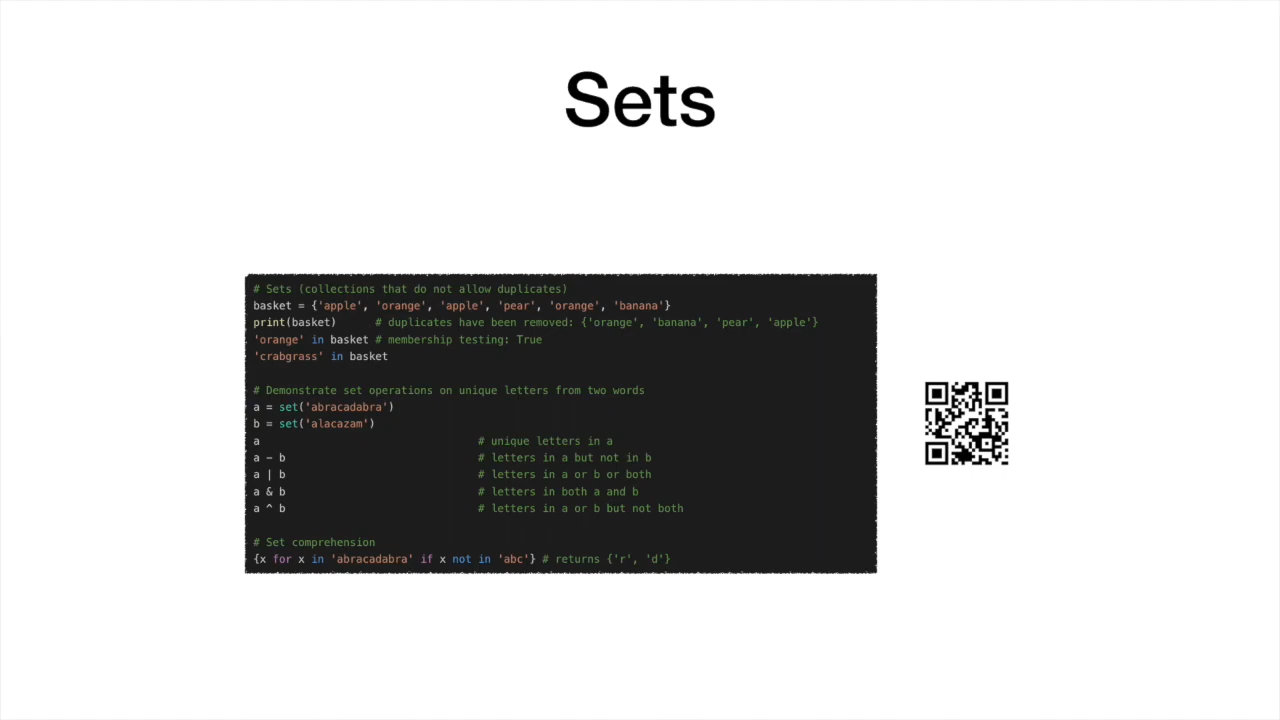 Sets
# Sets (collections that do not allow duplicates)
basket = {'apple', 'orange', 'apple', 'pear', 'orange', 'banana'}
print(basket)      # duplicates have been removed: {'orange', 'banana', 'pear', 'apple'}
'orange' in basket # membership testing: True
'crabgrass' in basket
# Demonstrate set operations on unique letters from two words
a = set('abracadabra')
b = set('alacazam')
a                                  # unique letters in a
a - b                              # letters in a but not in b
a | b                              # letters in a or b or both
a & b                              # letters in both a and b
a ^ b                              # letters in a or b but not both
# Set comprehension
{x for x in 'abracadabra' if x not in 'abc'} # returns {'r', 'd'}